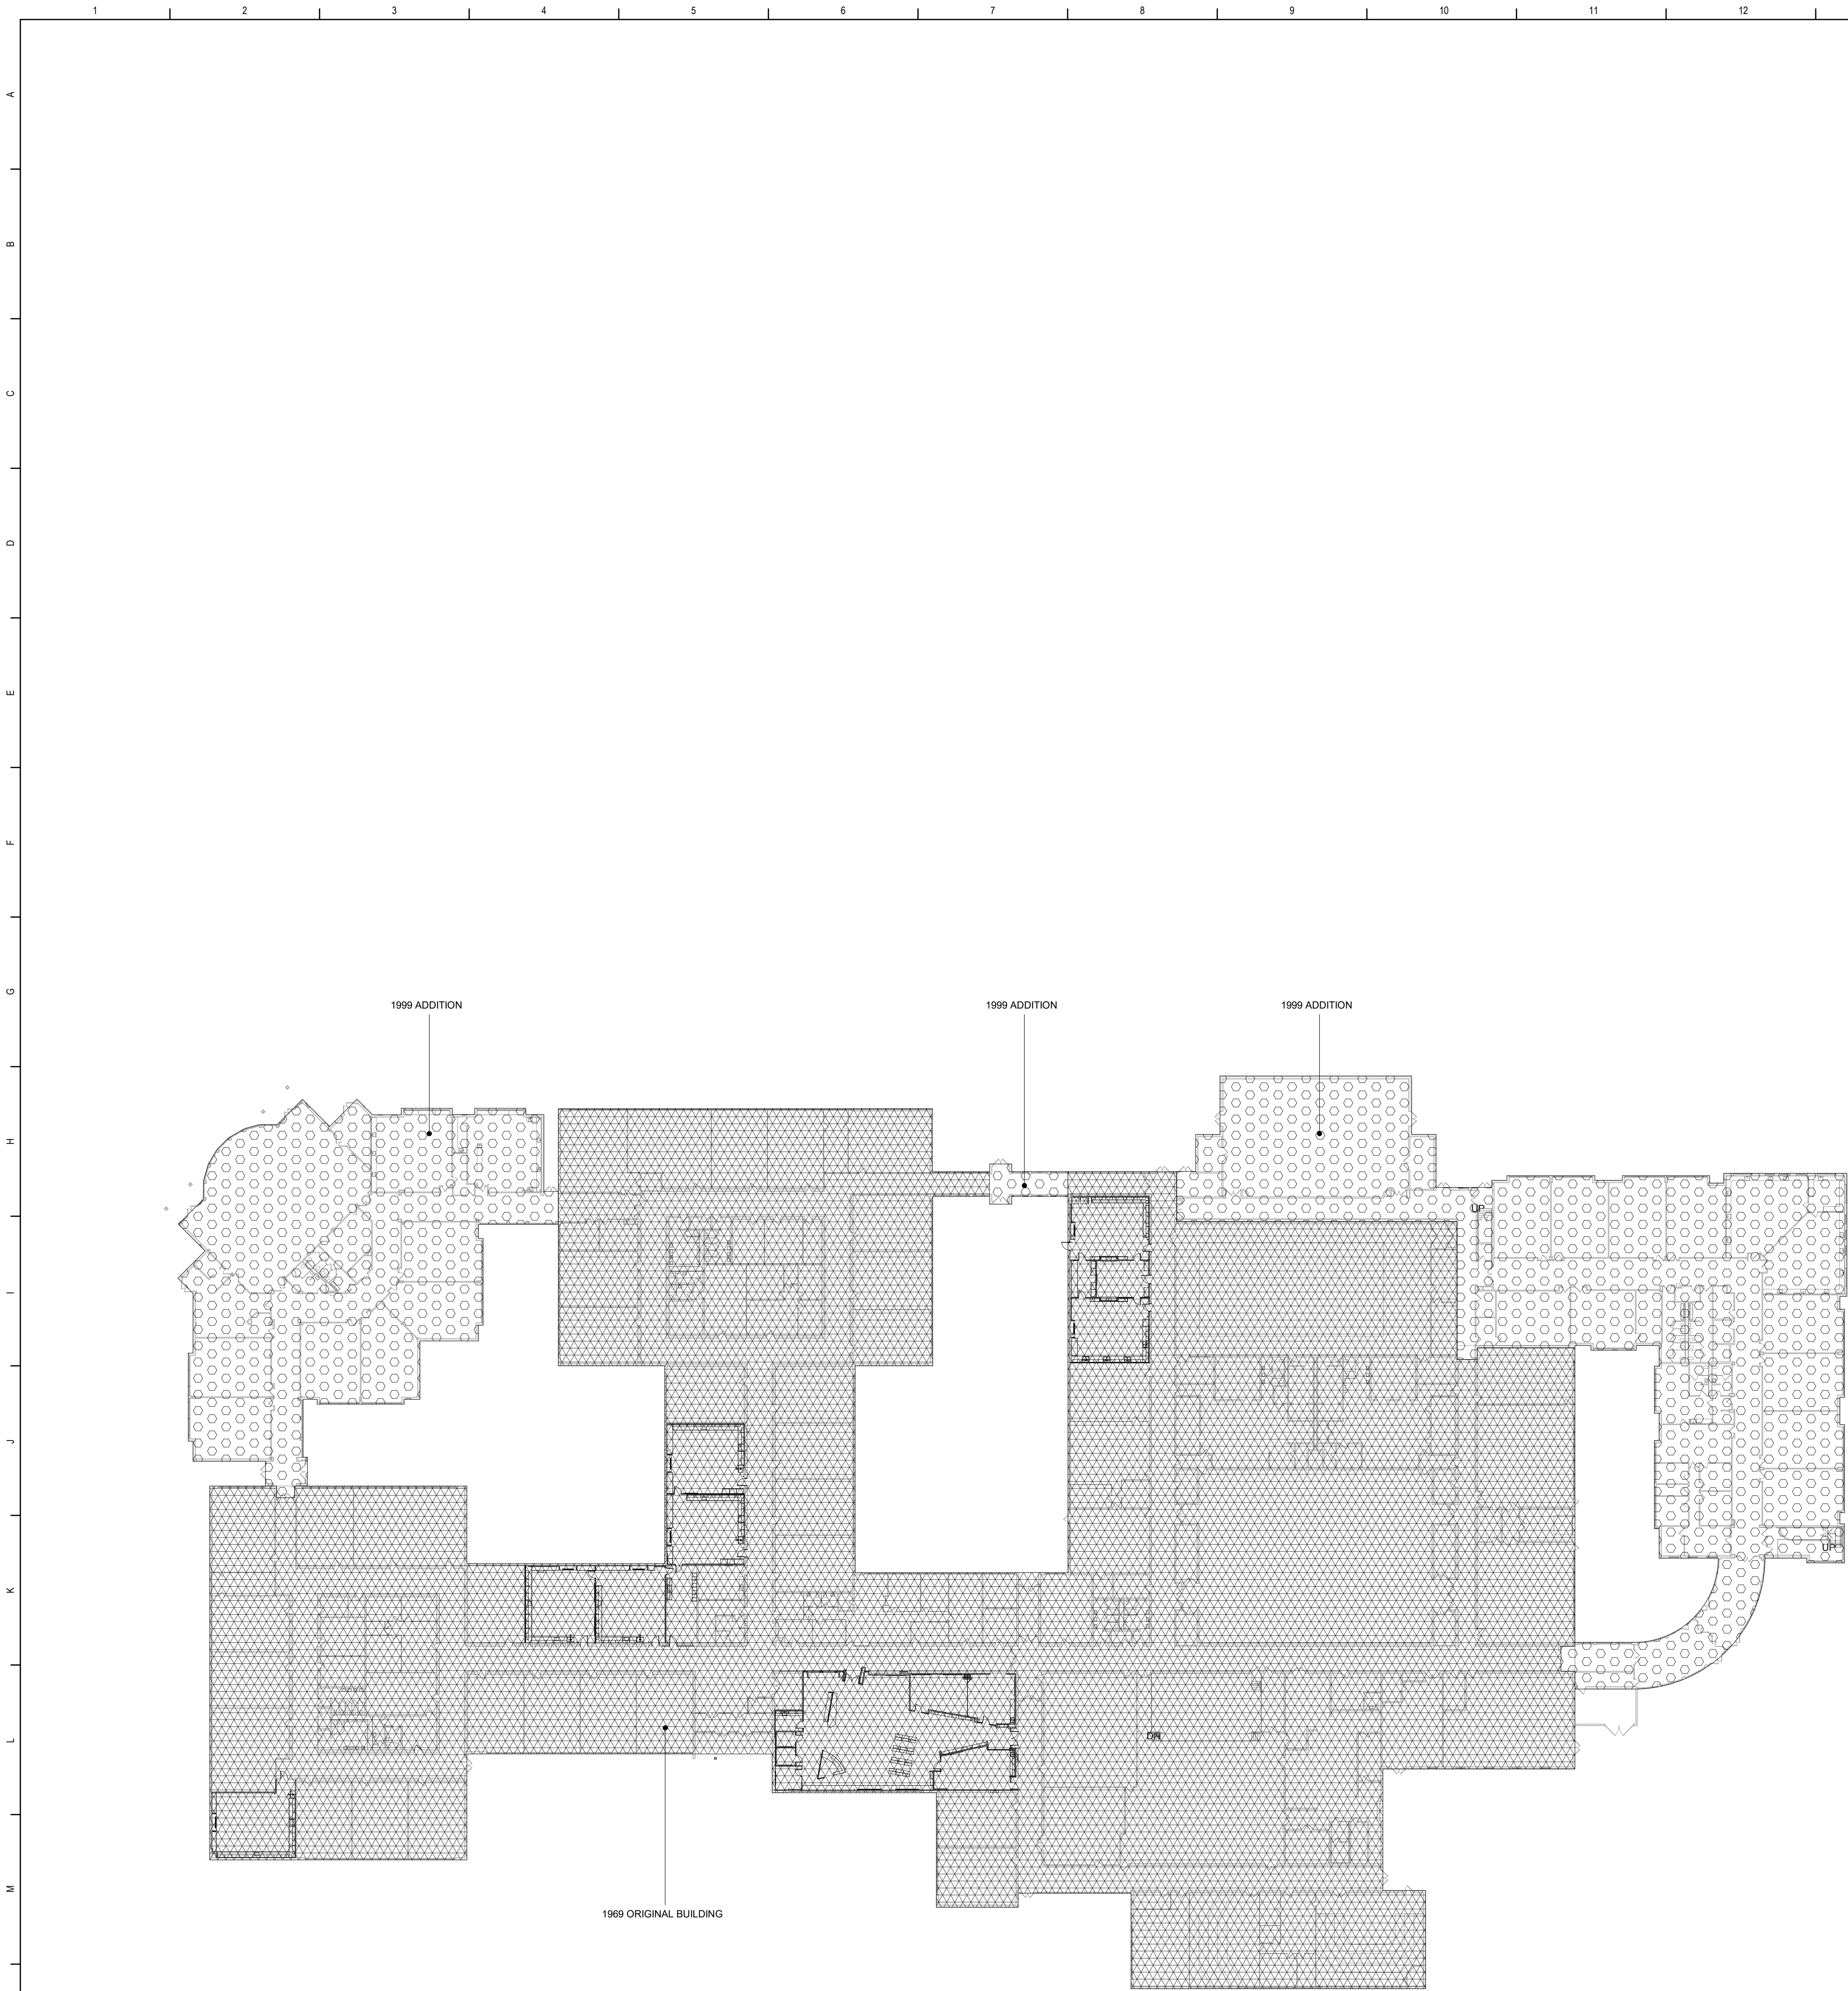 1 2 3 4 5 6 7 8 9 10 11 12
A
B
C
D
E
F
G
1999 ADDITION 1999 ADDITION 1999 ADDITION
H
UP
I
J
UP
K
L
DN
M
1969 ORIGINAL BUILDING